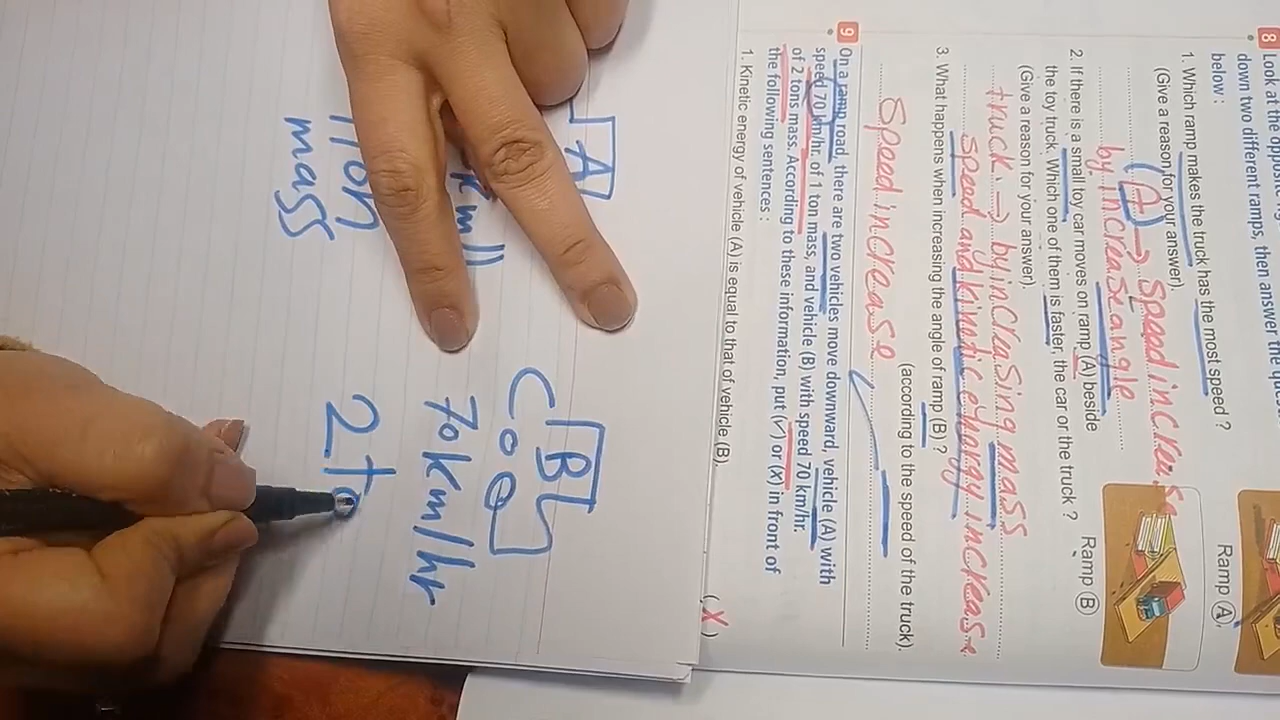 8 Look at the
down two different ramps, then answer the
below :
1. Which ramp makes the truck has the most speed ?
(Give a reason for your answer).
(A) → speed increase
by increase angle
2. If there is a small toy car moves on ramp (A) beside
the toy truck. Which one of them is faster, the car or the truck ?
(Give a reason for your answer).
truck. → by increasing mass
speed and kinetic energy increase
3. What happens when increasing the angle of ramp (B) ?
(according to the speed of the truck).
Speed increase
Ramp A
Ramp B
9 On a ramp road, there are two vehicles move downward, vehicle (A) with
speed 70 km/hr. of 1 ton mass, and vehicle (B) with speed 70 km/hr.
of 2 tons mass. According to these information, put (✓) or (x) in front of
the following sentences :
1. Kinetic energy of vehicle (A) is equal to that of vehicle (B). (X)
A
km/
1 ton
mass
B
70 km/hr
2 to